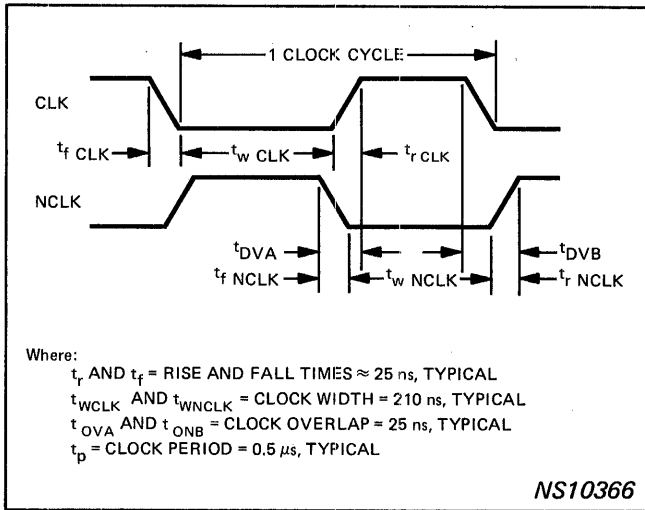 1 CLOCK CYCLE
CLK
t_f CLK
t_w CLK
t_r CLK
NCLK
t_DVA
t_DVB
t_f NCLK
t_w NCLK
t_r NCLK
Where:
t_r AND t_f = RISE AND FALL TIMES ≈ 25 ns, TYPICAL
t_WCLK AND t_WNCLK = CLOCK WIDTH = 210 ns, TYPICAL
t_OVA AND t_ONB = CLOCK OVERLAP = 25 ns, TYPICAL
t_p = CLOCK PERIOD = 0.5 μs, TYPICAL
NS10366